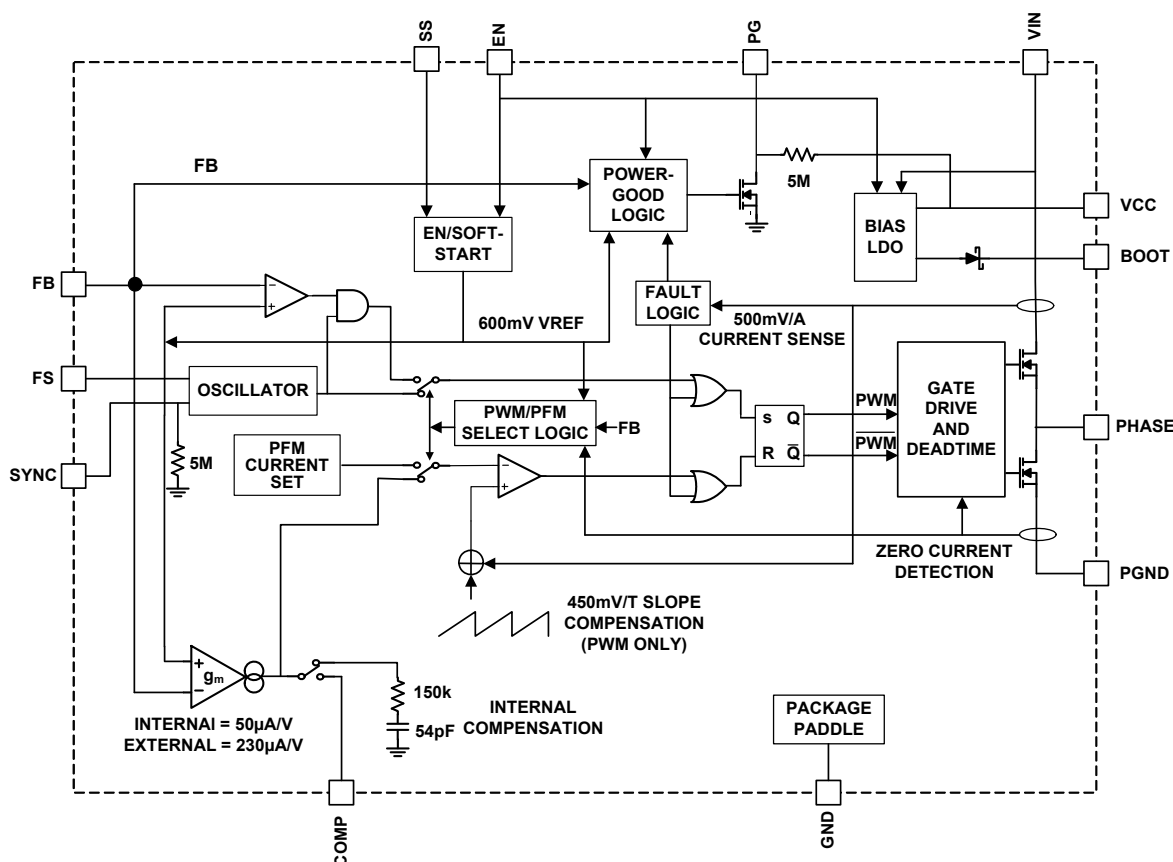 SS
EN
PG
VIN
FB
POWER-
GOOD
LOGIC
5M
BIAS
LDO
VCC
BOOT
EN/SOFT-
START
FB
-
+
FAULT
LOGIC
600mV VREF
500mV/A
CURRENT SENSE
FS
OSCILLATOR
GATE
DRIVE
AND
DEADTIME
PWM/PFM
SELECT LOGIC
FB
S Q
R Q
PWM
PWM
PHASE
SYNC
5M
PFM
CURRENT
SET
-
+
ZERO CURRENT
DETECTION
PGND
450mV/T SLOPE
COMPENSATION
(PWM ONLY)
+
gm
-
150k
54pF
INTERNAL
COMPENSATION
INTERNAl = 50µA/V
EXTERNAL = 230µA/V
PACKAGE
PADDLE
COMP
GND